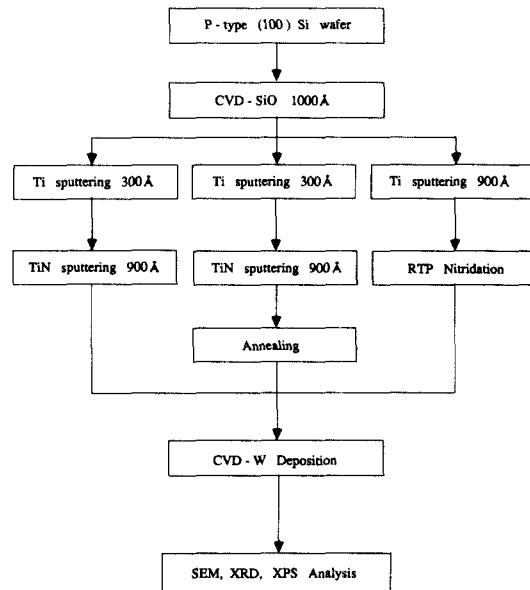 P - type (100) Si wafer
CVD - SiO 1000Å
Ti sputtering 300Å
Ti sputtering 300Å
Ti sputtering 900Å
TiN sputtering 900Å
TiN sputtering 900Å
RTP Nitridation
Annealing
CVD - W Deposition
SEM, XRD, XPS Analysis